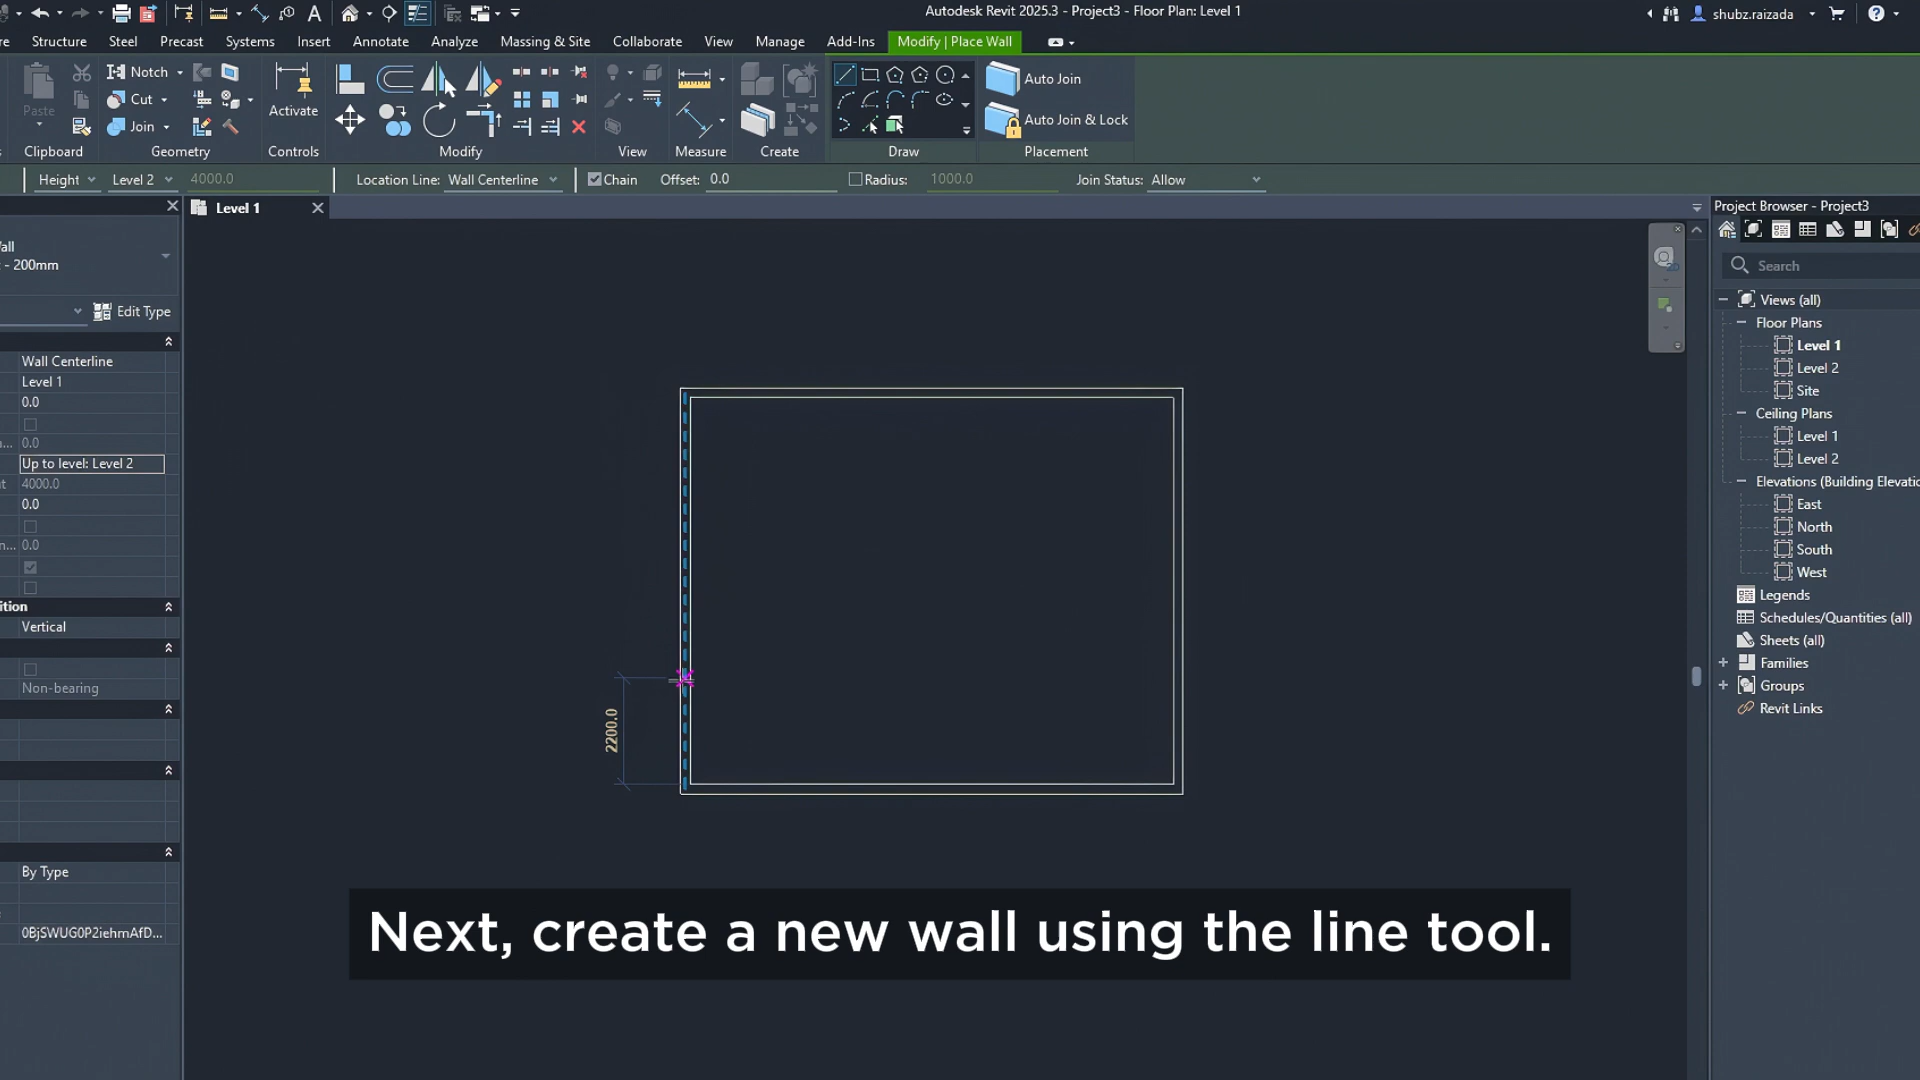 Autodesk Revit 2025.3 - Project3 - Floor Plan: Level 1
shubz.raizada
Structure Steel Precast Systems Insert Annotate Analyze Massing & Site Collaborate View Manage Add-Ins Modify | Place Wall
Paste
Notch
Cut
Join
Activate
Auto Join
Auto Join & Lock
Clipboard Geometry Controls Modify View Measure Create Draw Placement
Height Level 2 4000.0 Location Line: Wall Centerline Chain Offset: 0.0 Radius: 1000.0 Join Status: Allow
Level 1
all
- 200mm
Edit Type
Wall Centerline
Level 1
0.0
0.0
Up to level: Level 2
4000.0
0.0
0.0
ition
Vertical
Non-bearing
By Type
0BjSWUG0P2iehmAfD...
2200.0
Project Browser - Project3
Search
Views (all)
Floor Plans
Level 1
Level 2
Site
Ceiling Plans
Level 1
Level 2
Elevations (Building Elevatio
East
North
South
West
Legends
Schedules/Quantities (all)
Sheets (all)
Families
Groups
Revit Links
Next, create a new wall using the line tool.